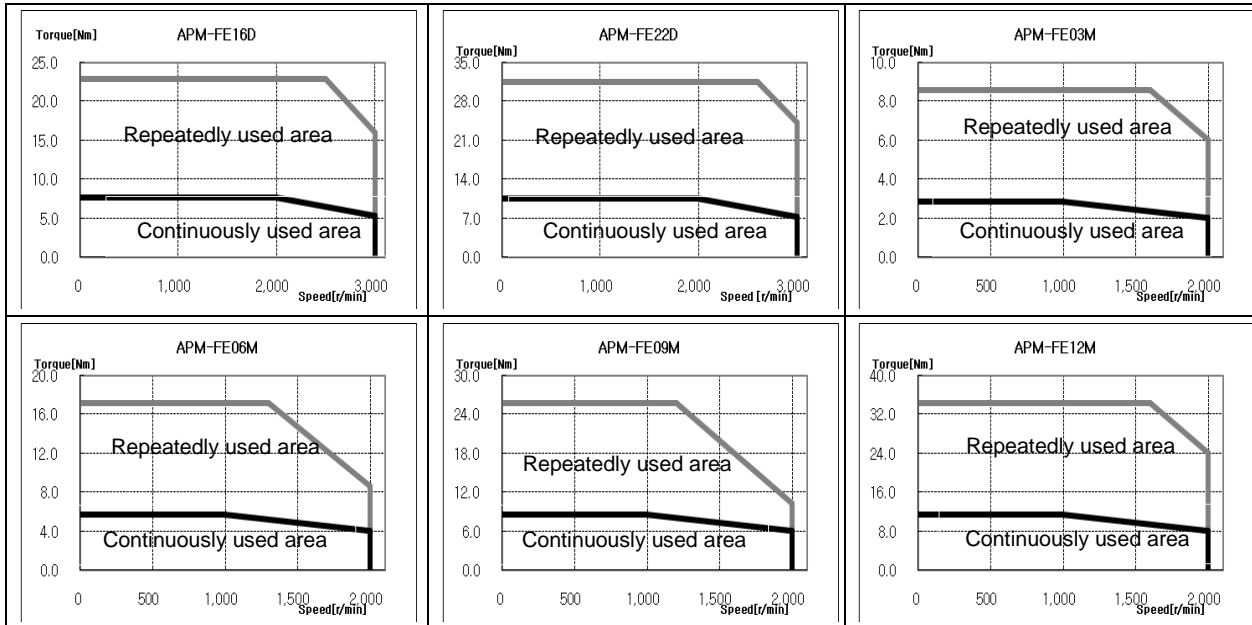 APM-FE16D
Torque[Nm]
25.0
20.0
15.0
10.0
5.0
0.0
Repeatedly used area
Continuously used area
0 1,000 2,000 3,000
Speed[r/min]
APM-FE22D
Torque[Nm]
35.0
28.0
21.0
14.0
7.0
0.0
Repeatedly used area
Continuously used area
0 1,000 2,000 3,000
Speed [r/min]
APM-FE03M
Torque[Nm]
10.0
8.0
6.0
4.0
2.0
0.0
Repeatedly used area
Continuously used area
0 500 1,000 1,500 2,000
Speed[r/min]
APM-FE06M
Torque[Nm]
20.0
16.0
12.0
8.0
4.0
0.0
Repeatedly used area
Continuously used area
0 500 1,000 1,500 2,000
Speed[r/min]
APM-FE09M
Torque[Nm]
30.0
24.0
18.0
12.0
6.0
0.0
Repeatedly used area
Continuously used area
0 500 1,000 1,500 2,000
Speed[r/min]
APM-FE12M
Torque[Nm]
40.0
32.0
24.0
16.0
8.0
0.0
Repeatedly used area
Continuously used area
0 500 1,000 1,500 2,000
Speed[r/min]